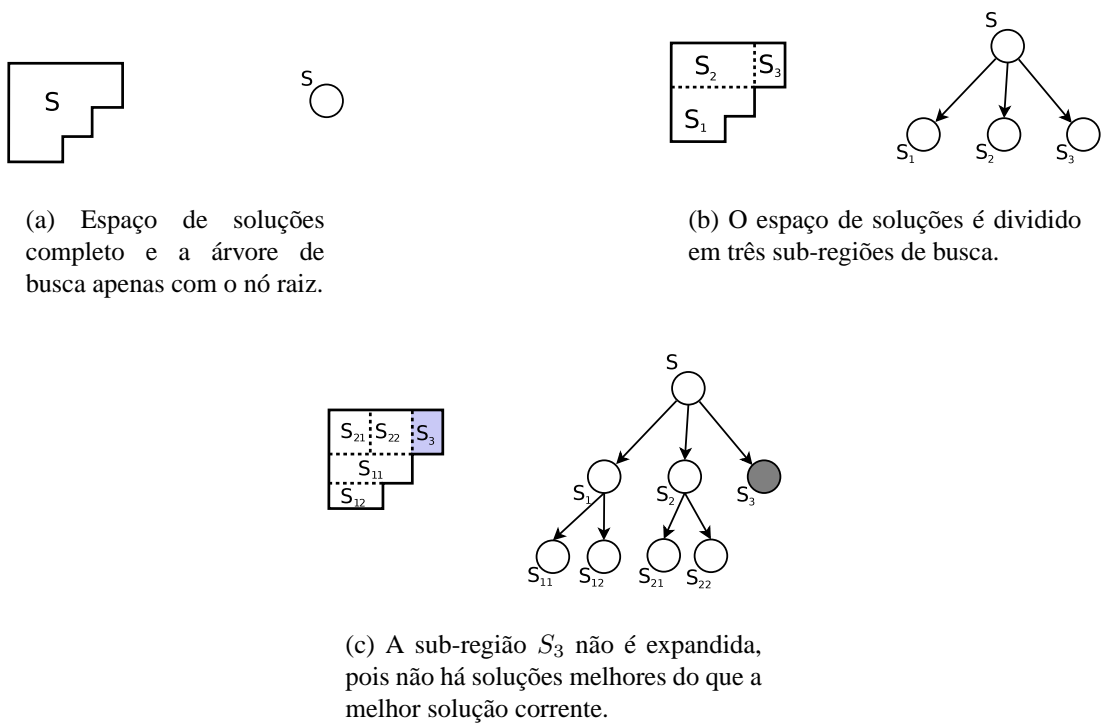 S
S
(a) Espaço de soluções
completo e a árvore de
busca apenas com o nó raiz.
S₂ S₃
S₁
S
S₁ S₂ S₃
(b) O espaço de soluções é dividido
em três sub-regiões de busca.
S₂₁ S₂₂ S₃
S₁₁
S₁₂
S
S₁ S₂ S₃
S₁₁ S₁₂ S₂₁ S₂₂
(c) A sub-região S₃ não é expandida,
pois não há soluções melhores do que a
melhor solução corrente.